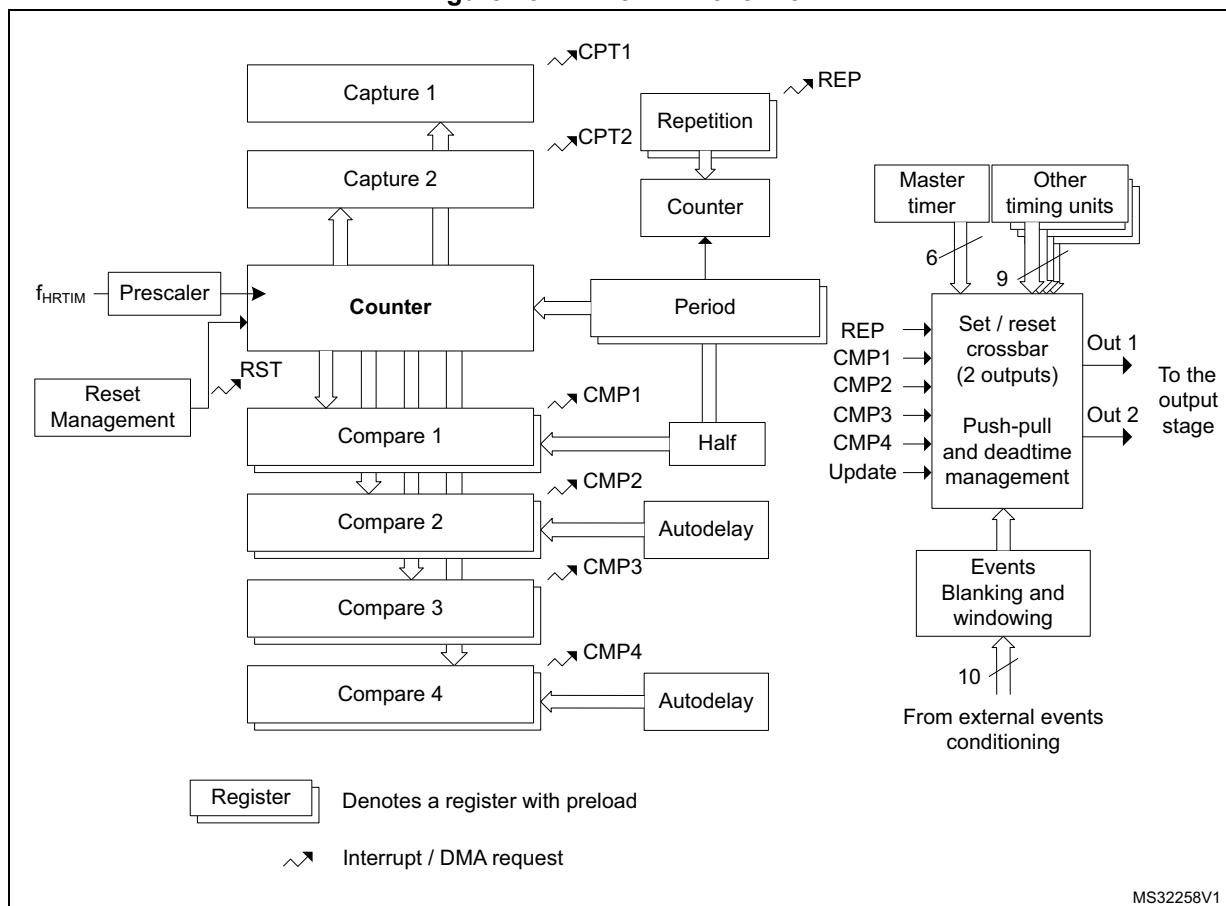 CPT1
Capture 1
REP
Repetition
CPT2
Capture 2
Counter
Master
timer
Other
timing units
6
9
fHRTIM
Prescaler
Counter
Period
RST
Reset
Management
CMP1
Compare 1
Half
CMP2
Compare 2
Autodelay
CMP3
Compare 3
CMP4
Compare 4
Autodelay
REP
CMP1
CMP2
CMP3
CMP4
Update
Set / reset
crossbar
(2 outputs)
Push-pull
and deadtime
management
Out 1
Out 2
To the
output
stage
Events
Blanking and
windowing
10
From external events
conditioning
Register
Denotes a register with preload
Interrupt / DMA request
MS32258V1